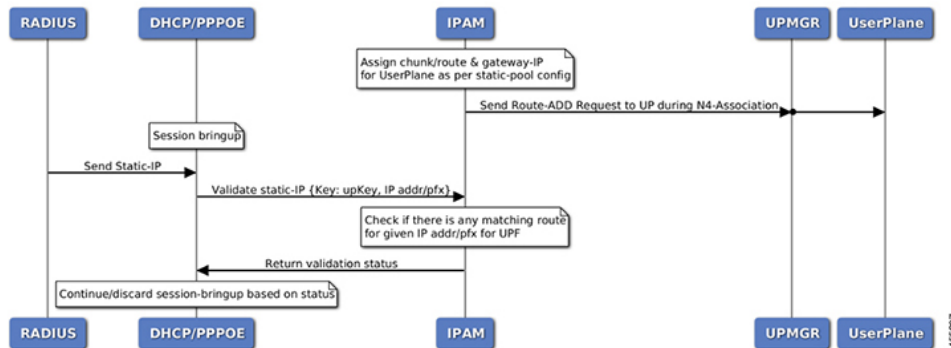 RADIUS DHCP/PPPOE IPAM UPMGR UserPlane
Assign chunk/route & gateway-IP
for UserPlane as per static-pool config
Send Route-ADD Request to UP during N4-Association
Session bringup
Send Static-IP
Validate static-IP {Key: upKey, IP addr/pfx}
Check if there is any matching route
for given IP addr/pfx for UPF
Return validation status
Continue/discard session-bringup based on status
RADIUS DHCP/PPPOE IPAM UPMGR UserPlane